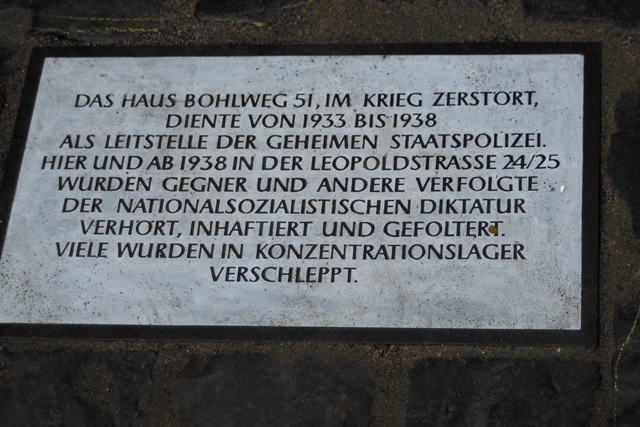 DAS HAUS BOHLWEG 51, IM KRIEG ZERSTÖRT,
DIENTE VON 1933 BIS 1938
ALS LEITSTELLE DER GEHEIMEN STAATSPOLIZEI.
HIER UND AB 1938 IN DER LEOPOLDSTRASSE 24/25
WURDEN GEGNER UND ANDERE VERFOLGTE
DER NATIONALSOZIALISTISCHEN DIKTATUR
VERHÖRT, INHAFTIERT UND GEFOLTERT.
VIELE WURDEN IN KONZENTRATIONSLAGER
VERSCHLEPPT.